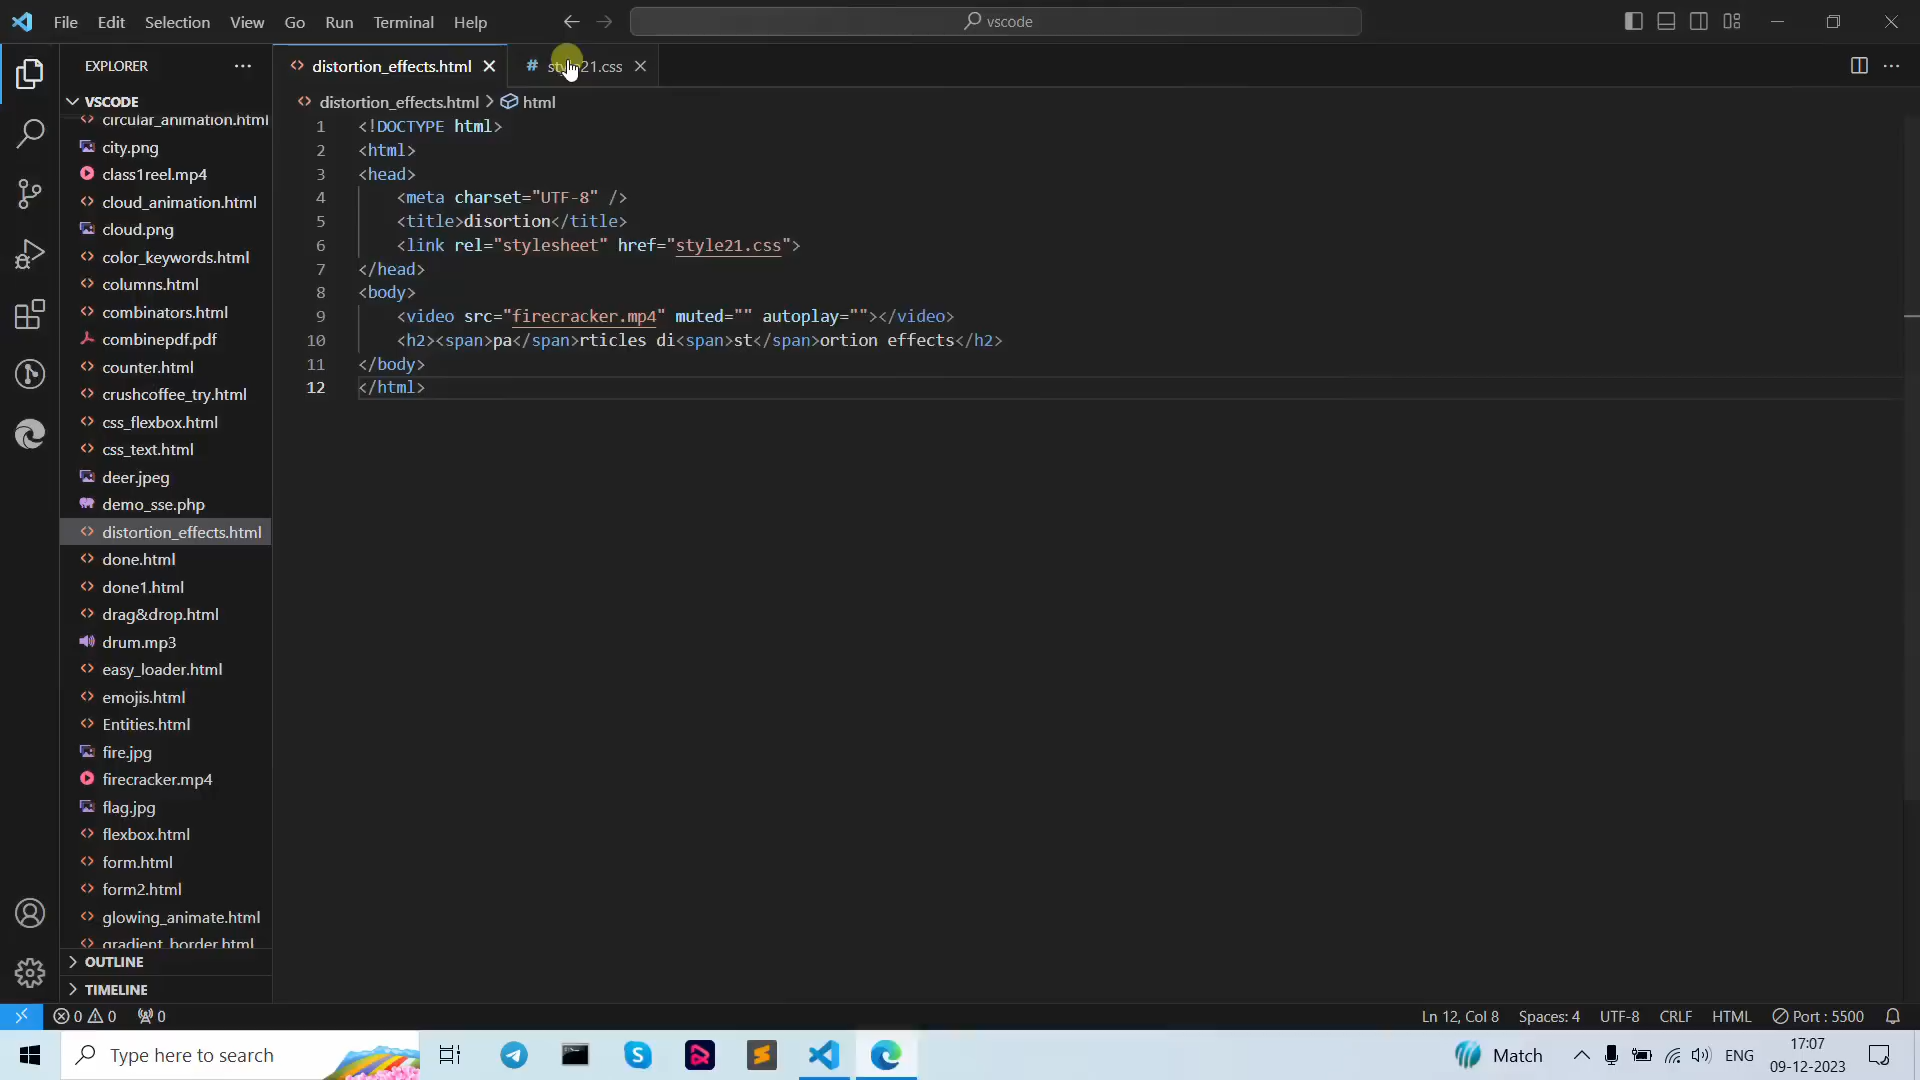 File Edit Selection View Go Run Terminal Help
vscode
EXPLORER
distortion_effects.html
21.css
VSCODE
distortion_effects.html > html
circular_animation.html
city.png
class1reel.mp4
cloud_animation.html
cloud.png
color_keywords.html
columns.html
combinators.html
combinepdf.pdf
counter.html
crushcoffee_try.html
css_flexbox.html
css_text.html
deer.jpeg
demo_sse.php
distortion_effects.html
done.html
done1.html
drag&drop.html
drum.mp3
easy_loader.html
emojis.html
Entities.html
fire.jpg
firecracker.mp4
flag.jpg
flexbox.html
form.html
form2.html
glowing_animate.html
gradient_border.html
OUTLINE
TIMELINE
1 <!DOCTYPE html>
2 <html>
3 <head>
4 <meta charset="UTF-8" />
5 <title>disortion</title>
6 <link rel="stylesheet" href="style21.css">
7 </head>
8 <body>
9 <video src="firecracker.mp4" muted="" autoplay=""></video>
10 <h2><span>pa</span>rticles di<span>st</span>ortion effects</h2>
11 </body>
12 </html>
0 0 0
Ln 12, Col 8 Spaces: 4 UTF-8 CRLF HTML Port : 5500
Type here to search
Match
ENG
17:07
09-12-2023